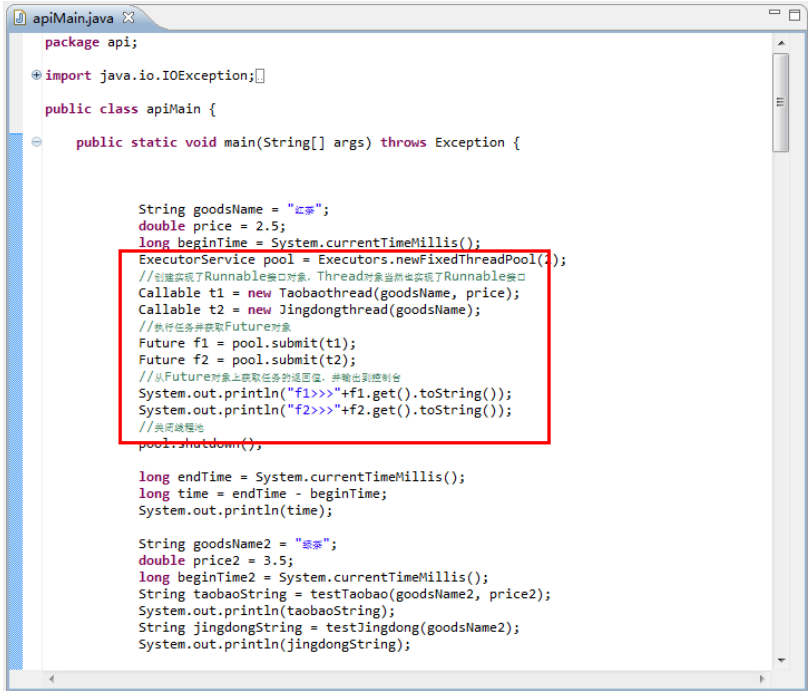 apiMain.java
package api;
import java.io.IOException;
public class apiMain {
public static void main(String[] args) throws Exception {
String goodsName = "红茶";
double price = 2.5;
long beginTime = System.currentTimeMillis();
ExecutorService pool = Executors.newFixedThreadPool(2);
//创建实现了Runnable接口对象，Thread对象当然也实现了Runnable接口
Callable t1 = new Taobaothread(goodsName, price);
Callable t2 = new Jingdongthread(goodsName);
//执行任务并获取Future对象
Future f1 = pool.submit(t1);
Future f2 = pool.submit(t2);
//从Future对象上获取任务的返回值，并输出到控制台
System.out.println("f1>>>"+f1.get().toString());
System.out.println("f2>>>"+f2.get().toString());
//关闭线程池
pool.shutdown();
long endTime = System.currentTimeMillis();
long time = endTime - beginTime;
System.out.println(time);
String goodsName2 = "绿茶";
double price2 = 3.5;
long beginTime2 = System.currentTimeMillis();
String taobaoString = testTaobao(goodsName2, price2);
System.out.println(taobaoString);
String jingdongString = testJingdong(goodsName2);
System.out.println(jingdongString);